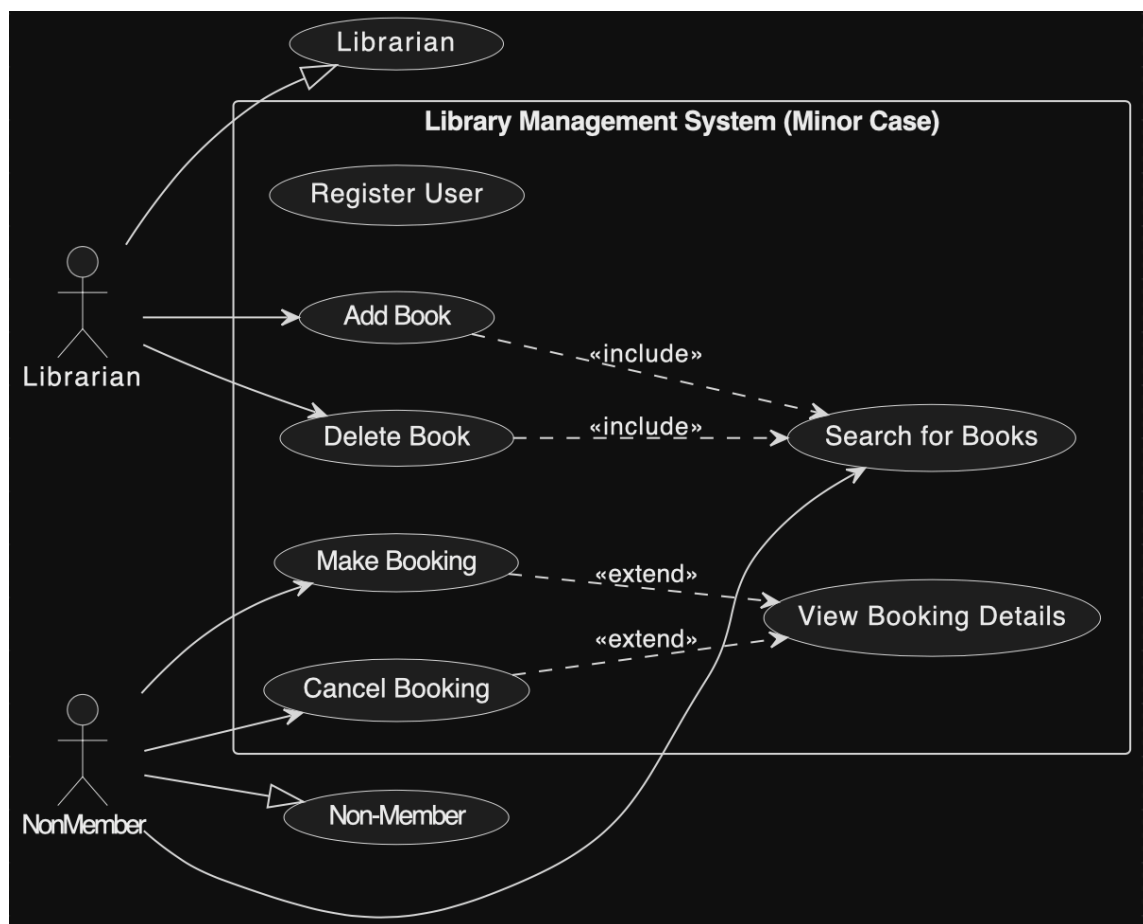 Librarian
Library Management System (Minor Case)
Register User
Librarian
Add Book
«include»
Delete Book
«include»
Search for Books
Make Booking
«extend»
View Booking Details
«extend»
Cancel Booking
NonMember
Non-Member